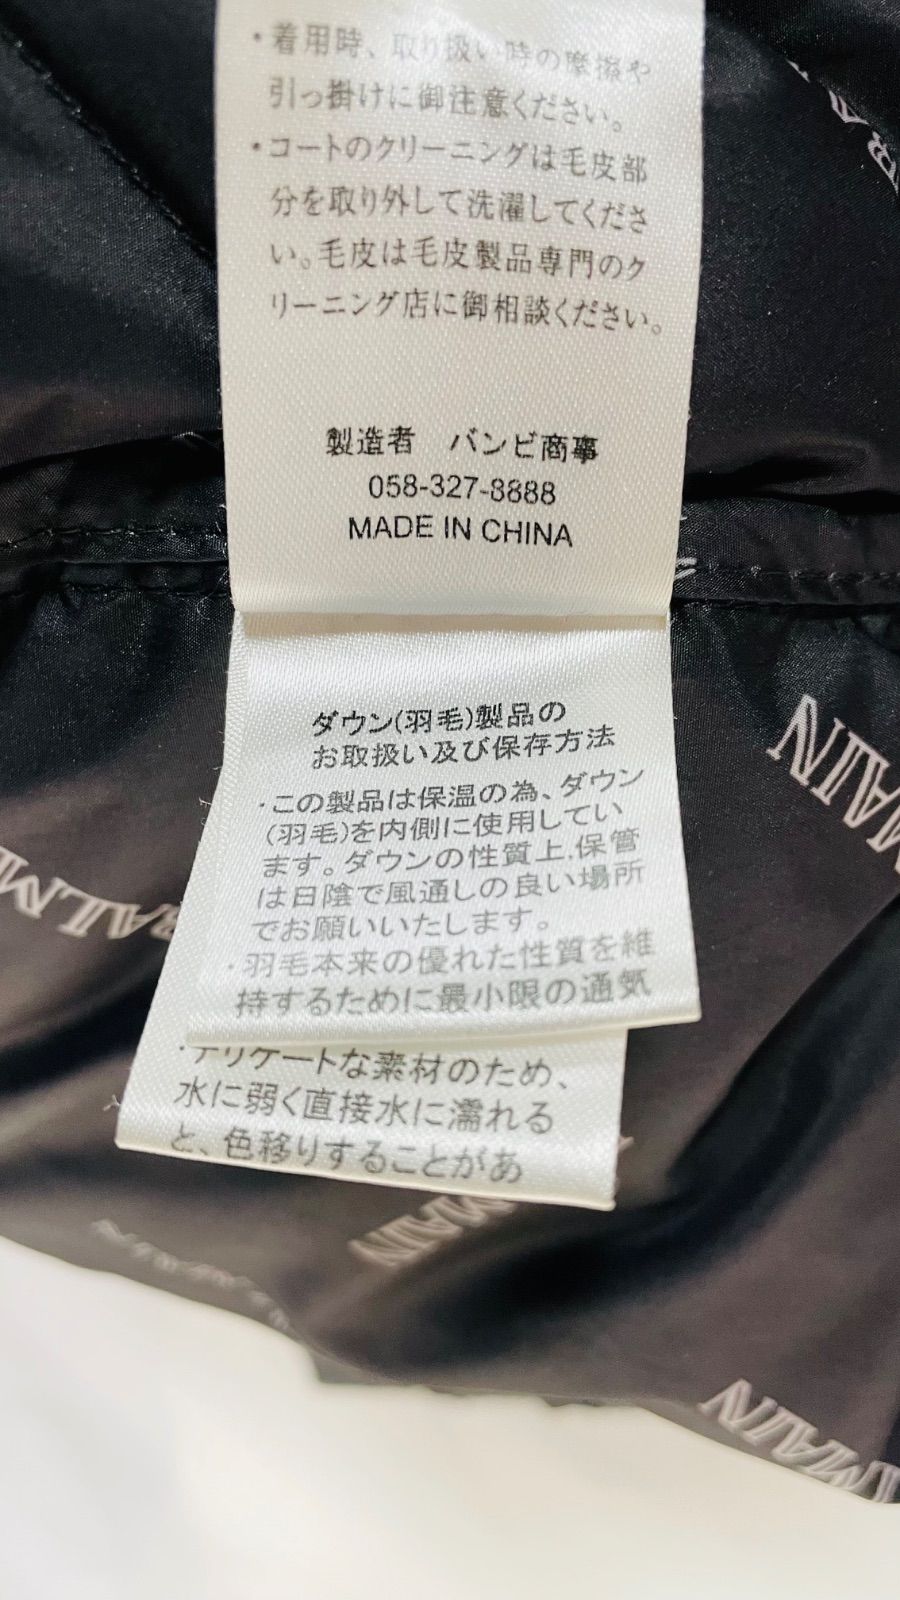 ・着用時、取り扱い時の摩擦や
引っ掛けに御注意ください。
・コートのクリーニングは毛皮部
分を取り外して洗濯してくださ
い。毛皮は毛皮製品専門のク
リーニング店に御相談ください。
製造者　バンビ商事
058-327-8888
MADE IN CHINA
ダウン(羽毛)製品の
お取扱い及び保存方法
・この製品は保温の為、ダウン
(羽毛)を内側に使用してい
ます。ダウンの性質上、保管
は日陰で風通しの良い場所
でお願いいたします。
・羽毛本来の優れた性質を維
持するために最小限の通気
・デリケートな素材のため、
水に弱く直接水に濡れる
と、色移りすることがあ
MAIN
BALM
MAIN
LMAIN